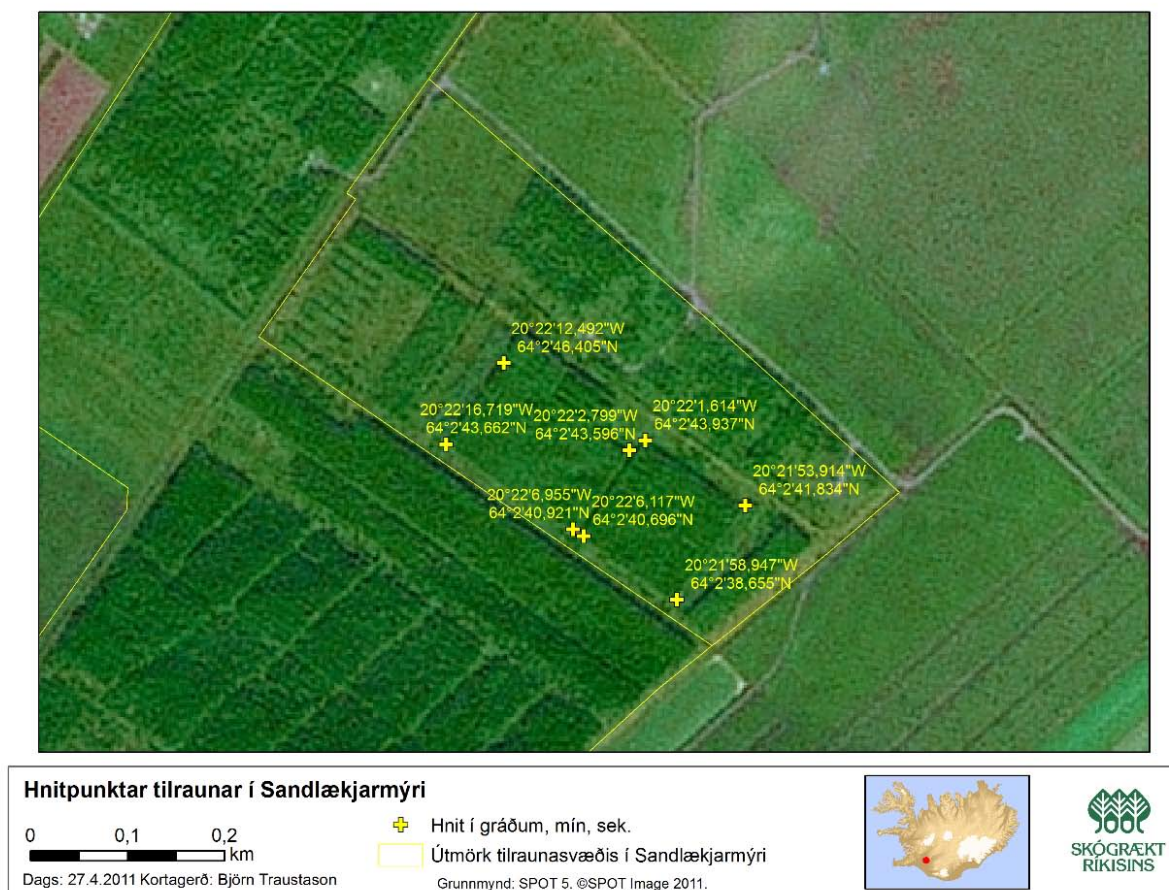 20°22'12,492"W
64°2'46,405"N
20°22'16,719"W
64°2'43,662"N
20°22'2,799"W
64°2'43,596"N
20°22'1,614"W
64°2'43,937"N
20°21'53,914"W
64°2'41,834"N
20°22'6,955"W
64°2'40,921"N
20°22'6,117"W
64°2'40,696"N
20°21'58,947"W
64°2'38,655"N
Hnitpunktar tilraunar í Sandlækjarmýri
0 0,1 0,2
km
Dags: 27.4.2011 Kortagerð: Björn Traustason
Hnit í gráðum, mín, sek.
Útmörk tilraunasvæðis í Sandlækjarmýri
Grunnmynd: SPOT 5. ©SPOT Image 2011.
SKÓGRÆKT
RÍKISINS